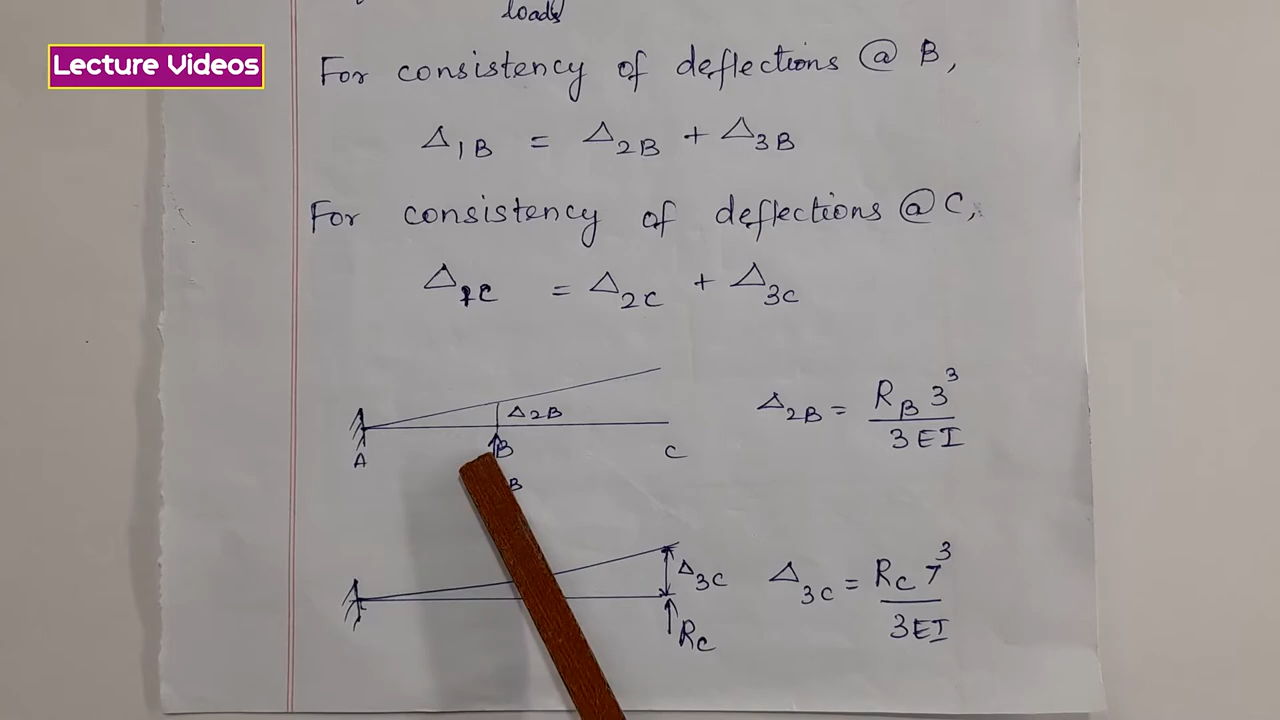 loads
Lecture Videos
For consistency of deflections @ B,
Δ1B = Δ2B + Δ3B
For consistency of deflections @ C,
Δ1C = Δ2C + Δ3C
Δ2B
A
B
C
B
Δ2B = RB 3³ / 3EI
Δ3C
RC
Δ3C = RC 7³ / 3EI